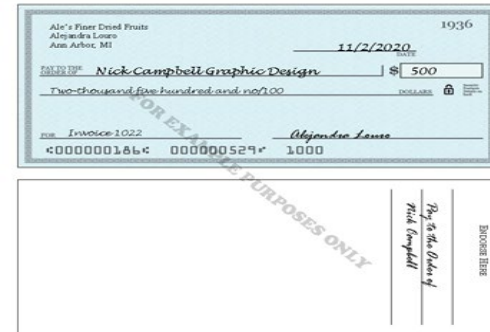 Ale's Finer Dried Fruits
Alejandra Louro
Ann Arbor, MI
1936
11/2/2020
DATE
PAY TO THE
ORDER OF
Nick Campbell Graphic Design
$ 500
Two-thousand five hundred and no/100
DOLLARS
FOR Invoice 1022
Alejandra Louro
⑆000000186⑆ 000000529⑈ 1000
FOR EXAMPLE PURPOSES ONLY
ENDORSE HERE
Pay to the Order of
Nick Campbell